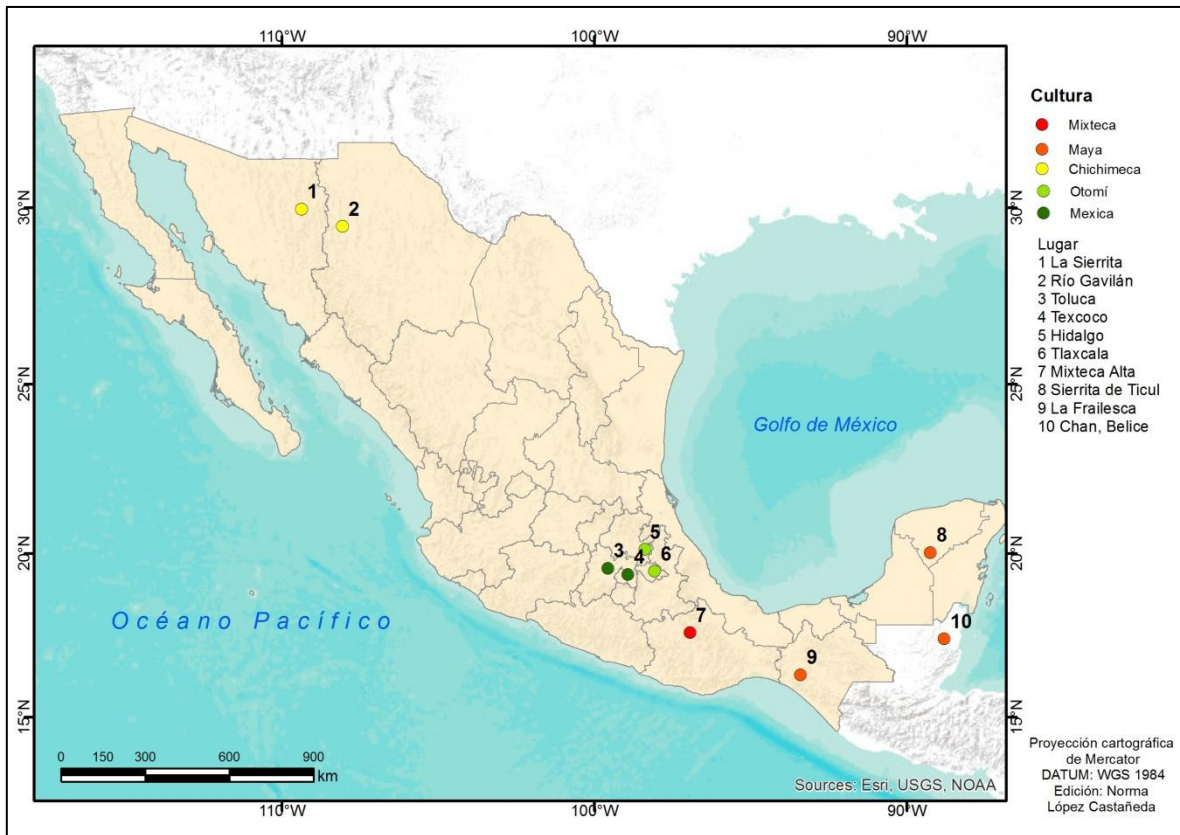 110°W
100°W
90°W
30°N
25°N
20°N
15°N
30°N
25°N
20°N
15°N
1
2
3
4
5
6
7
8
9
10
Golfo de México
Océano Pacífico
0 150 300 600 900
km
Sources: Esri, USGS, NOAA
110°W
100°W
90°W
Cultura
Mixteca
Maya
Chichimeca
Otomí
Mexica
Lugar
1 La Sierrita
2 Río Gavilán
3 Toluca
4 Texcoco
5 Hidalgo
6 Tlaxcala
7 Mixteca Alta
8 Sierrita de Ticul
9 La Frailesca
10 Chan, Belice
Proyección cartográfica
de Mercator
DATUM: WGS 1984
Edición: Norma
López Castañeda